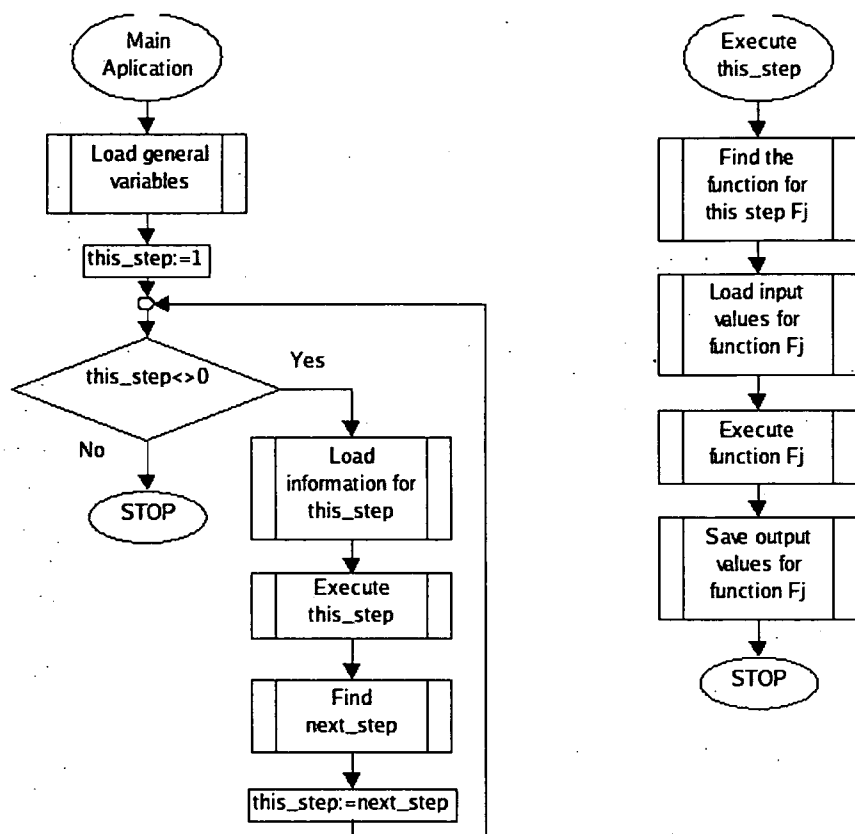 Main
Aplication
Load general
variables
this_step:=1
this_step<>0
Yes
No
STOP
Load
information for
this_step
Execute
this_step
Find
next_step
this_step:=next_step
Execute
this_step
Find the
function for
this step Fj
Load input
values for
function Fj
Execute
function Fj
Save output
values for
function Fj
STOP